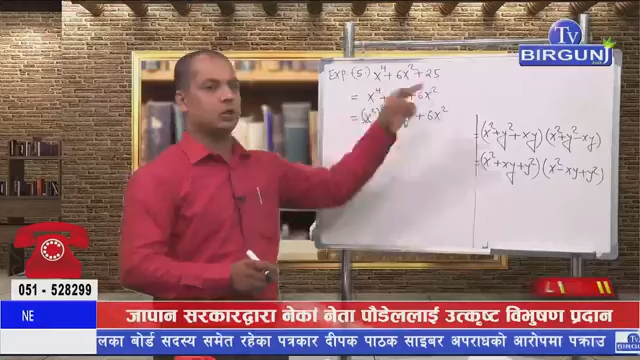 Tv
BIRGUNJ
Exp. (5) x⁴ + 6x² + 25
= x⁴ + 6x²
= (x²) + 6x²
= (x² + y² + xy) (x² + y² - xy)
= (x² + xy + y²) (x² - xy + y²)
051 - 528299
NE
जापान सरकारद्वारा नेकां नेता पौडेललाई उत्कृष्ट विभुषण प्रदान
लका बोर्ड सदस्य समेत रहेका पत्रकार दीपक पाठक साइबर अपराधको आरोपमा पक्राउ